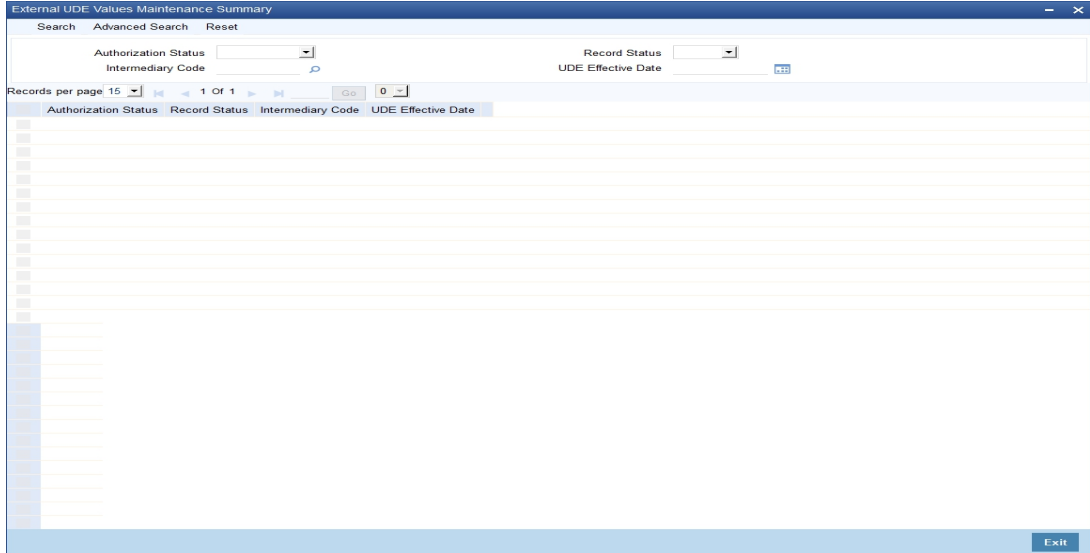 External UDE Values Maintenance Summary
Search Advanced Search Reset
Authorization Status Record Status
Intermediary Code UDE Effective Date
Records per page 15 1 Of 1 Go 0
Authorization Status Record Status Intermediary Code UDE Effective Date
Exit